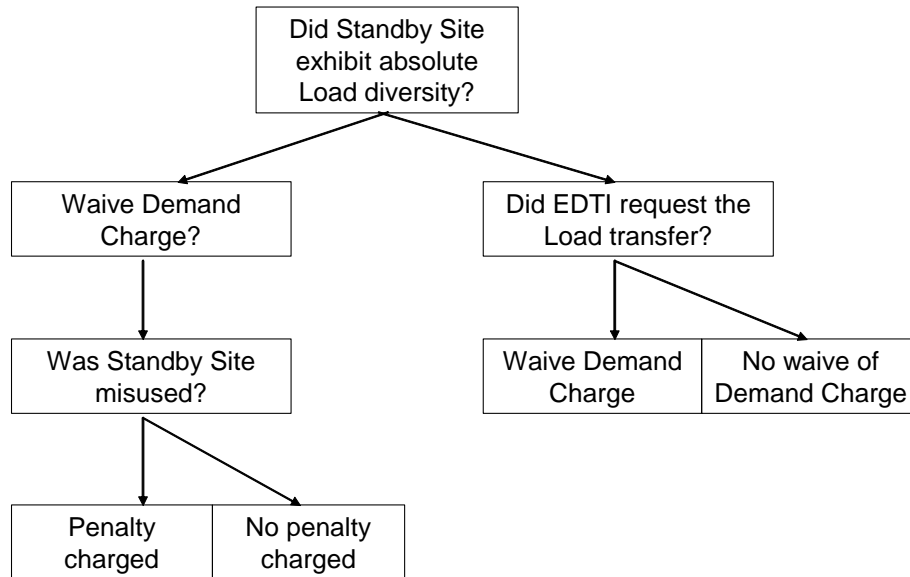 Did Standby Site
exhibit absolute
Load diversity?
Waive Demand
Charge?
Did EDTI request the
Load transfer?
Was Standby Site
misused?
Waive Demand
Charge
No waive of
Demand Charge
Penalty
charged
No penalty
charged